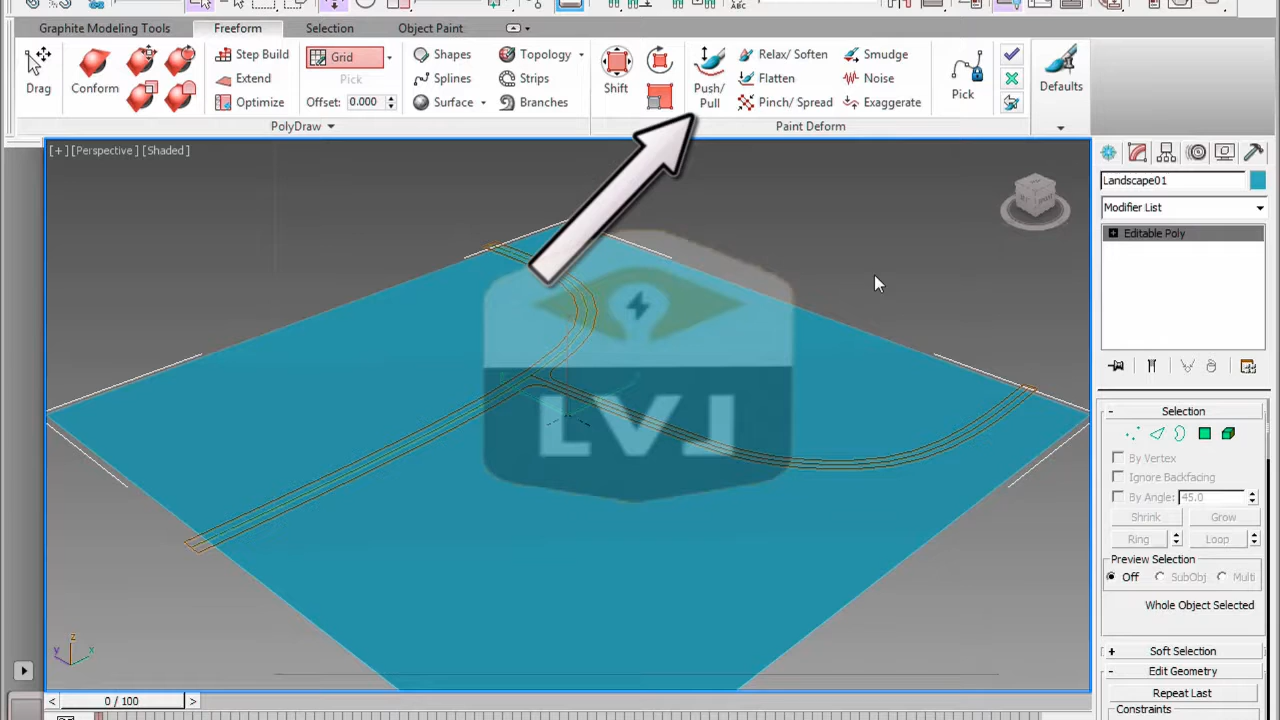 Graphite Modeling Tools Freeform Selection Object Paint
Step Build Grid Shapes Topology Relax/ Soften Smudge
Drag Conform Extend Pick Splines Strips Shift Push/ Pull Flatten Noise Pick Defaults
Optimize Offset: 0.000 Surface Branches Pinch/ Spread Exaggerate
PolyDraw Paint Deform
[ + ] [Perspective ] [Shaded ]
Landscape01
Modifier List
Editable Poly
LVL
Selection
By Vertex
Ignore Backfacing
By Angle: 45.0
Shrink Grow
Ring Loop
Preview Selection
Off SubObj Multi
Whole Object Selected
Soft Selection
Edit Geometry
Repeat Last
Constraints
z
y x
< 0 / 100 >